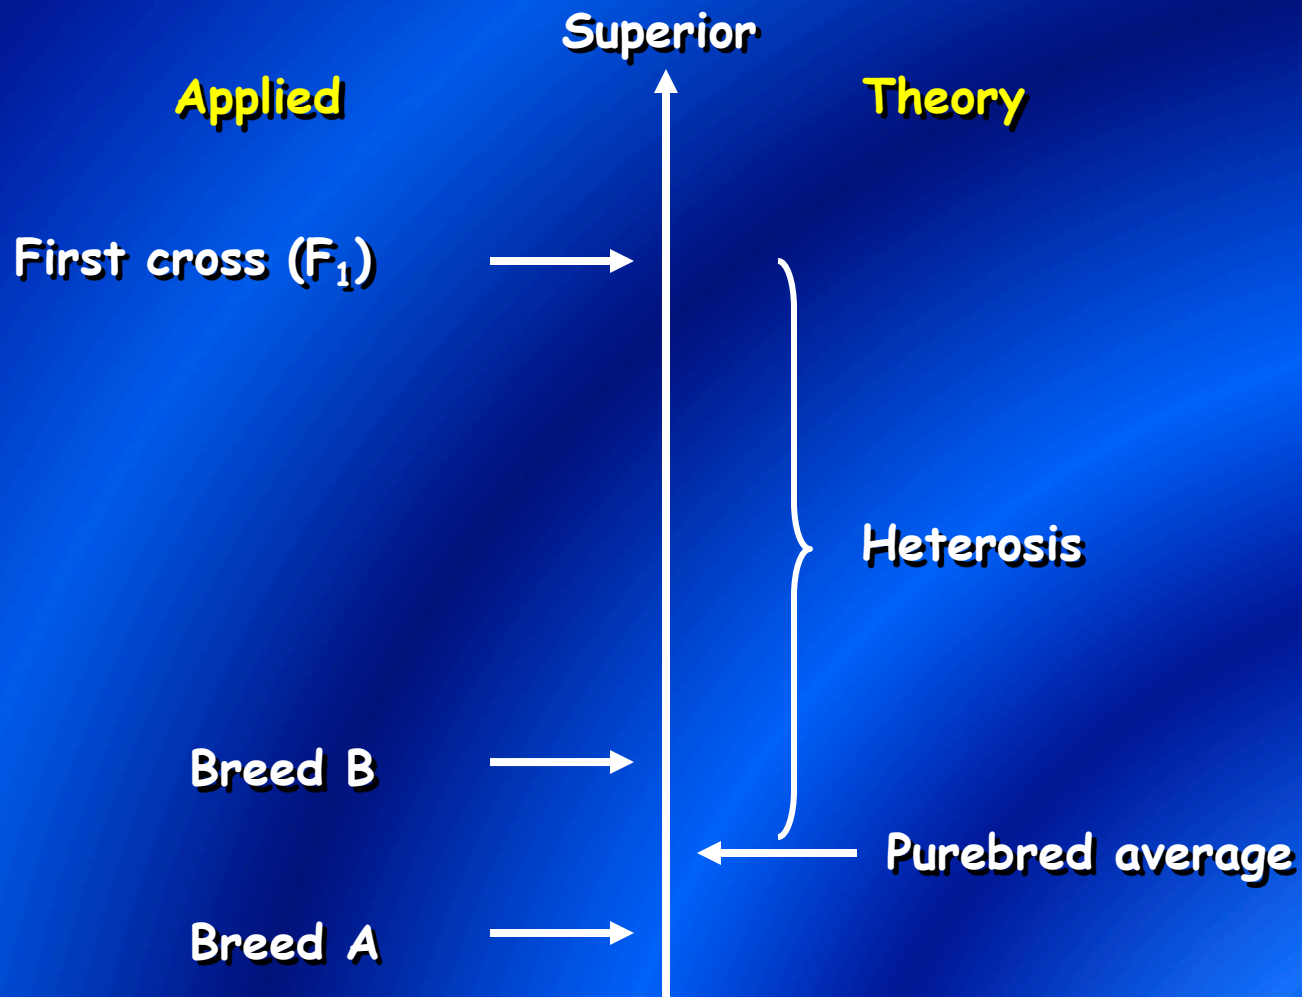 Superior
Applied
Theory
First cross (F₁)
Heterosis
Breed B
Purebred average
Breed A